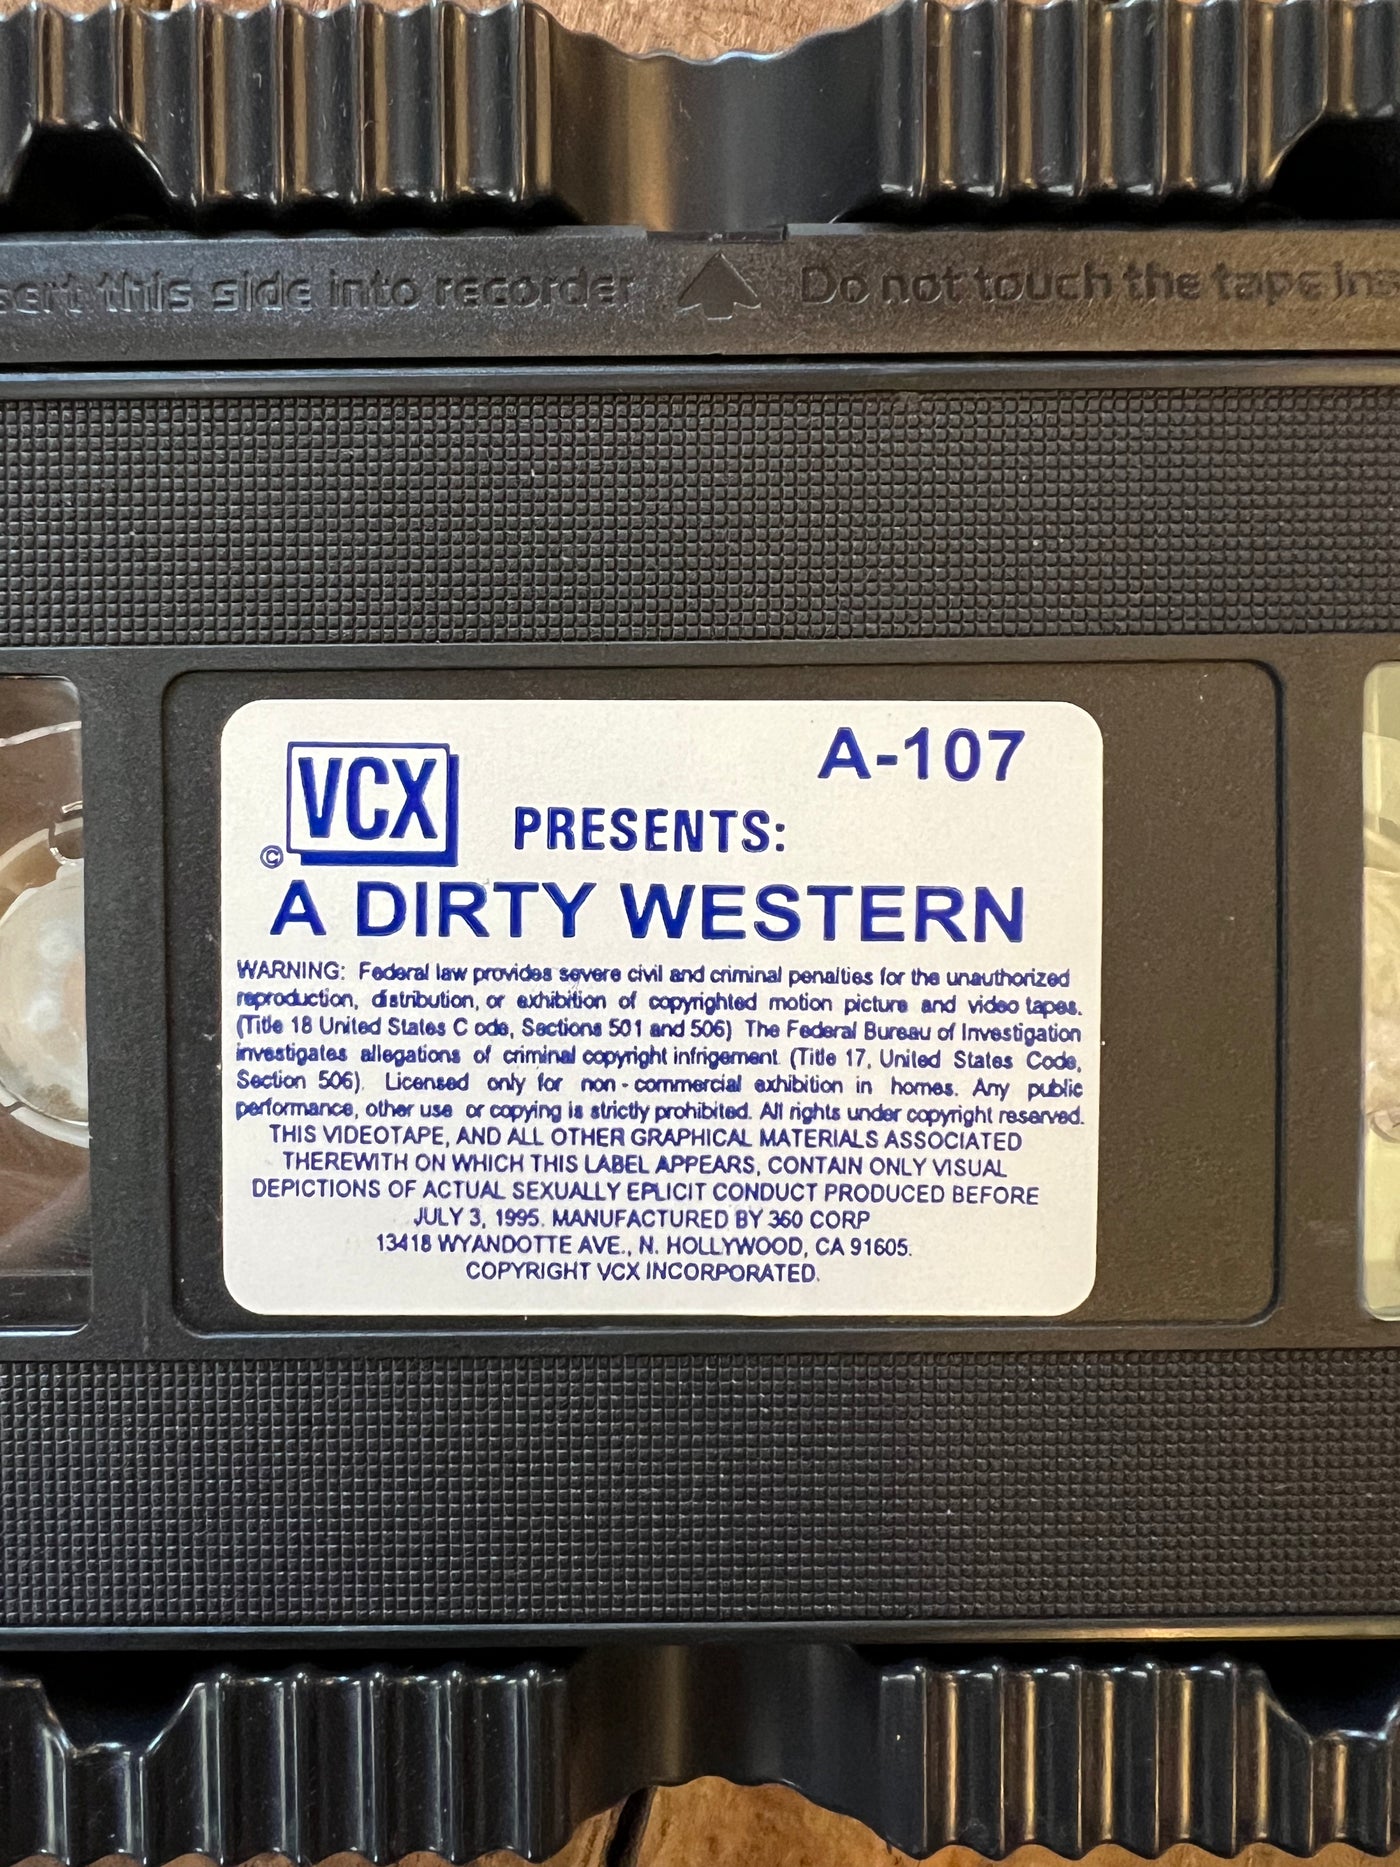 sert this side into recorder Do not touch the tape ins
A-107
VCX PRESENTS:
©
A DIRTY WESTERN
WARNING: Federal law provides severe civil and criminal penalties for the unauthorized
reproduction, distribution, or exhibition of copyrighted motion picture and video tapes.
(Title 18 United States C ode, Sections 501 and 506) The Federal Bureau of Investigation
investigates allegations of criminal copyright infrigement (Title 17, United States Code,
Section 506). Licensed only for non - commercial exhibition in homes. Any public
performance, other use or copying is strictly prohibited. All rights under copyright reserved.
THIS VIDEOTAPE, AND ALL OTHER GRAPHICAL MATERIALS ASSOCIATED
THEREWITH ON WHICH THIS LABEL APPEARS, CONTAIN ONLY VISUAL
DEPICTIONS OF ACTUAL SEXUALLY EPLICIT CONDUCT PRODUCED BEFORE
JULY 3, 1995. MANUFACTURED BY 360 CORP
13418 WYANDOTTE AVE., N. HOLLYWOOD, CA 91605.
COPYRIGHT VCX INCORPORATED.